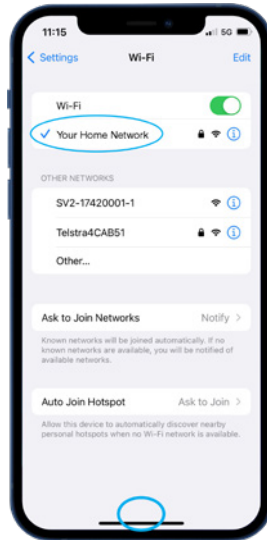 11:15
5G
Settings
Wi-Fi
Edit
Wi-Fi
Your Home Network
OTHER NETWORKS
SV2-17420001-1
Telstra4CAB51
Other...
Ask to Join Networks
Notify
Known networks will be joined automatically. If no
known networks are available, you will be notified of
available networks.
Auto Join Hotspot
Ask to Join
Allow this device to automatically discover nearby
personal hotspots when no Wi-Fi network is available.